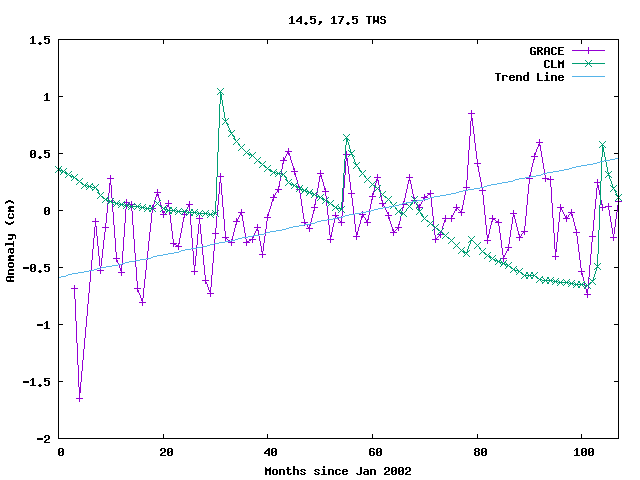 14.5, 17.5 TWS
GRACE
CLM
Trend Line
1.5
1
0.5
0
-0.5
-1
-1.5
-2
Anomaly (cm)
0 20 40 60 80 100
Months since Jan 2002